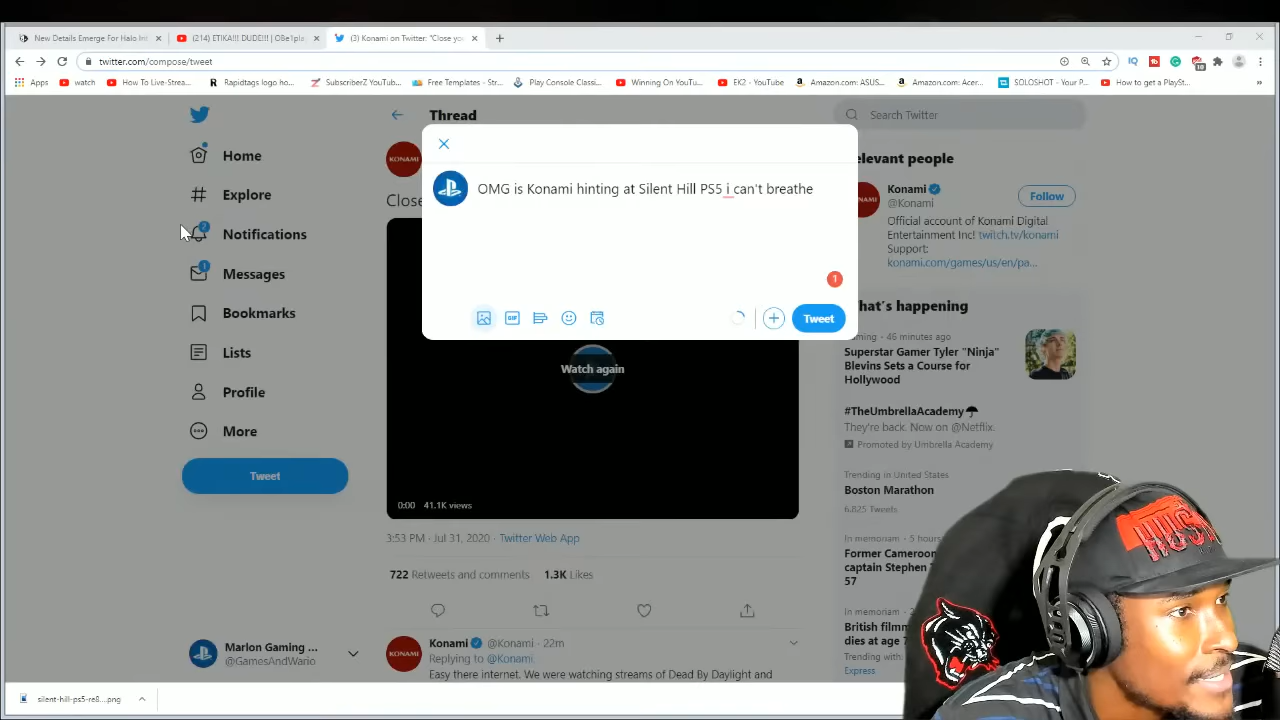 New Details Emerge For Halo Inf
(214) ETIKA!!! DUDE!!! | OBe1pla
(3) Konami on Twitter: "Close yo
twitter.com/compose/tweet
Apps
watch
How To Live-Strea...
Rapidtags logo ho...
SubscriberZ YouTub...
Free Templates - Str...
Play Console Classi...
Winning On YouTu...
EK2 - YouTube
Amazon.com: ASUS...
Amazon.com: Acer...
SOLOSHOT | Your P...
How to get a PlaySt...
Thread
Search Twitter
Home
Explore
2
Notifications
1
Messages
Bookmarks
Lists
Profile
More
Tweet
Marlon Gaming ...
@GamesAndWario
KONAMI
Close
OMG is Konami hinting at Silent Hill PS5 i can't breathe
1
GIF
Tweet
Watch again
0:00 41.1K views
3:53 PM · Jul 31, 2020 · Twitter Web App
722 Retweets and comments 1.3K Likes
KONAMI
Konami @Konami · 22m
Replying to @Konami
Easy there internet. We were watching streams of Dead By Daylight and
elevant people
Konami
@Konami
Follow
Official account of Konami Digital
Entertainment Inc! twitch.tv/konami
Support:
konami.com/games/us/en/pa...
hat's happening
ming · 46 minutes ago
Superstar Gamer Tyler "Ninja"
Blevins Sets a Course for
Hollywood
#TheUmbrellaAcademy
They're back. Now on @Netflix.
Promoted by Umbrella Academy
Trending in United States
Boston Marathon
6,825 Tweets
In memoriam · 5 hours
Former Cameroon
captain Stephen T
57
In memoriam · 2
British filmm
dies at age 7
Trending with:
Express
silent-hill-ps5-re8....png